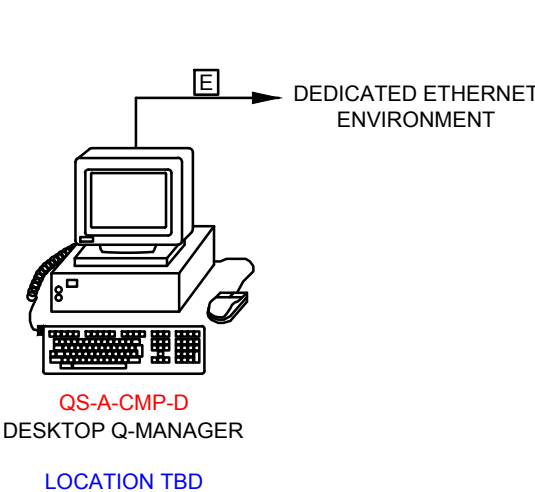 E
DEDICATED ETHERNET
ENVIRONMENT
QS-A-CMP-D
DESKTOP Q-MANAGER
LOCATION TBD